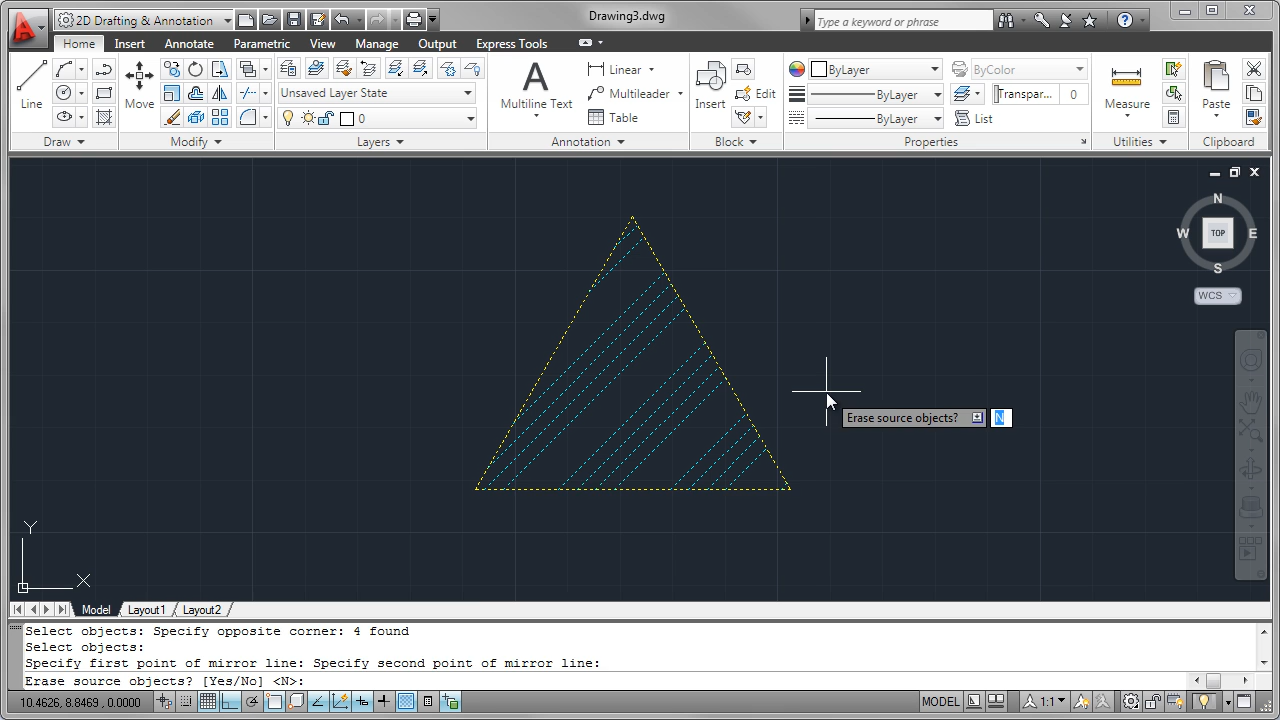 2D Drafting & Annotation
Drawing3.dwg
Type a keyword or phrase
Home Insert Annotate Parametric View Manage Output Express Tools
Line
Move
Unsaved Layer State
0
A
Multiline Text
Linear
Multileader
Table
Insert
Edit
ByLayer
ByLayer
ByLayer
ByColor
Transpar...
0
List
Measure
Paste
Draw Modify Layers Annotation Block Properties Utilities Clipboard
N
W TOP E
S
WCS
Erase source objects? N
Y
X
Model Layout1 Layout2
Select objects: Specify opposite corner: 4 found
Select objects:
Specify first point of mirror line: Specify second point of mirror line:
Erase source objects? [Yes/No] <N>:
10.4626, 8.8469 , 0.0000
MODEL
1:1